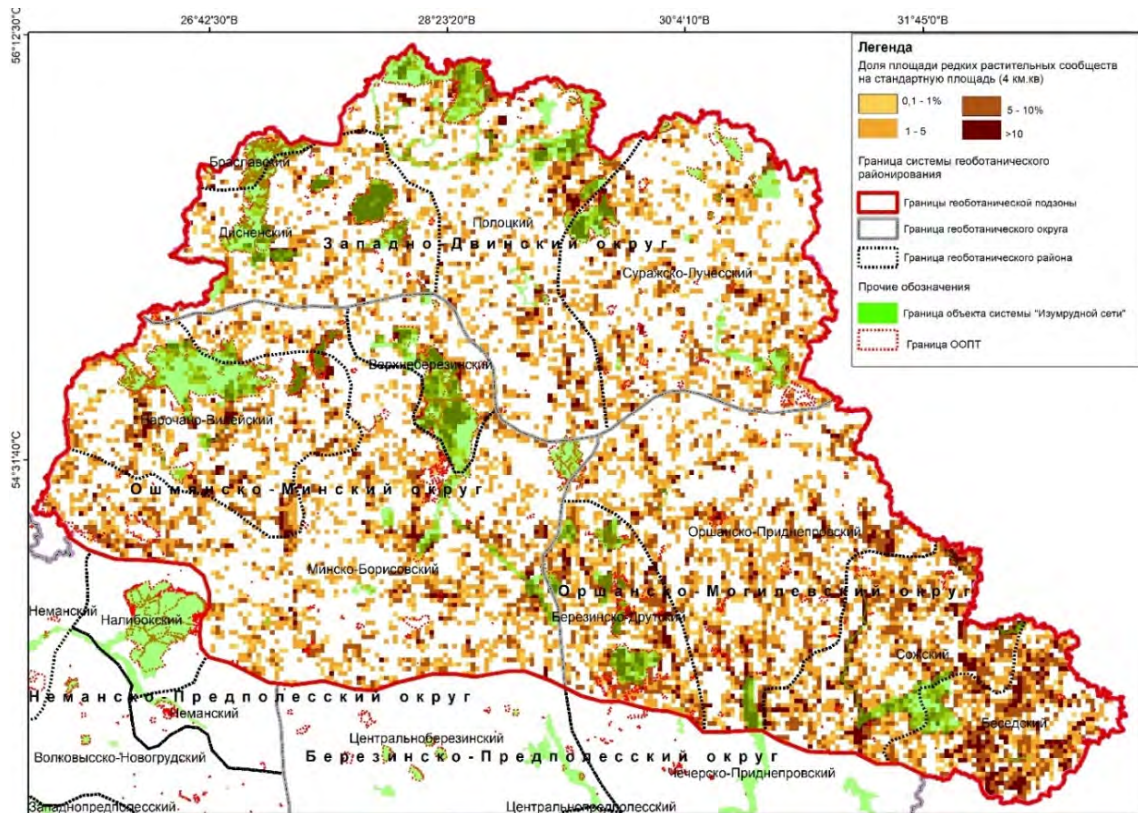 26°42'30"В
28°23'20"В
30°4'10"В
31°45'0"В
56°12'30"С
54°31'40"С
Легенда
Доля площади редких растительных сообществ
на стандартную площадь (4 км.кв)
0,1 - 1%
5 - 10%
1 - 5
>10
Граница системы геоботанического
районирования
Границы геоботанической подзоны
Граница геоботанического округа
Граница геоботанического района
Прочие обозначения
Граница объекта системы "Изумрудной сети"
Граница ООПТ
Браславский
Дисненский
Полоцкий
Западно-Двинский округ
Суражско-Лучесский
Верхнеберезинский
Нарочано-Вилейский
Ошмянско-Минский округ
Оршанско-Приднепровский
Минско-Борисовский
Оршанско-Могилевский округ
Березинско-Друтский
Неманский
Налибокский
Сожский
Беседский
Неманско-Предполесский округ
Неманский
Центральноберезинский
Волковысско-Новогрудский
Березинско-Предполесский округ
Чечерско-Приднепровский
Западнопредполесский
Центральнопредполесский